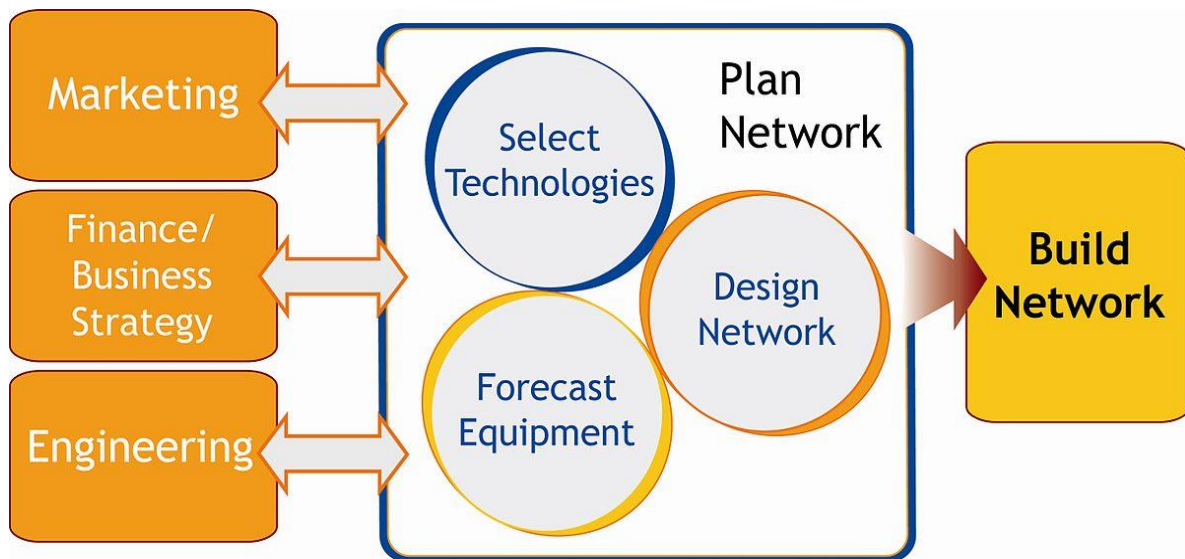 Marketing
Finance/
Business
Strategy
Engineering
Plan
Network
Select
Technologies
Design
Network
Forecast
Equipment
Build
Network